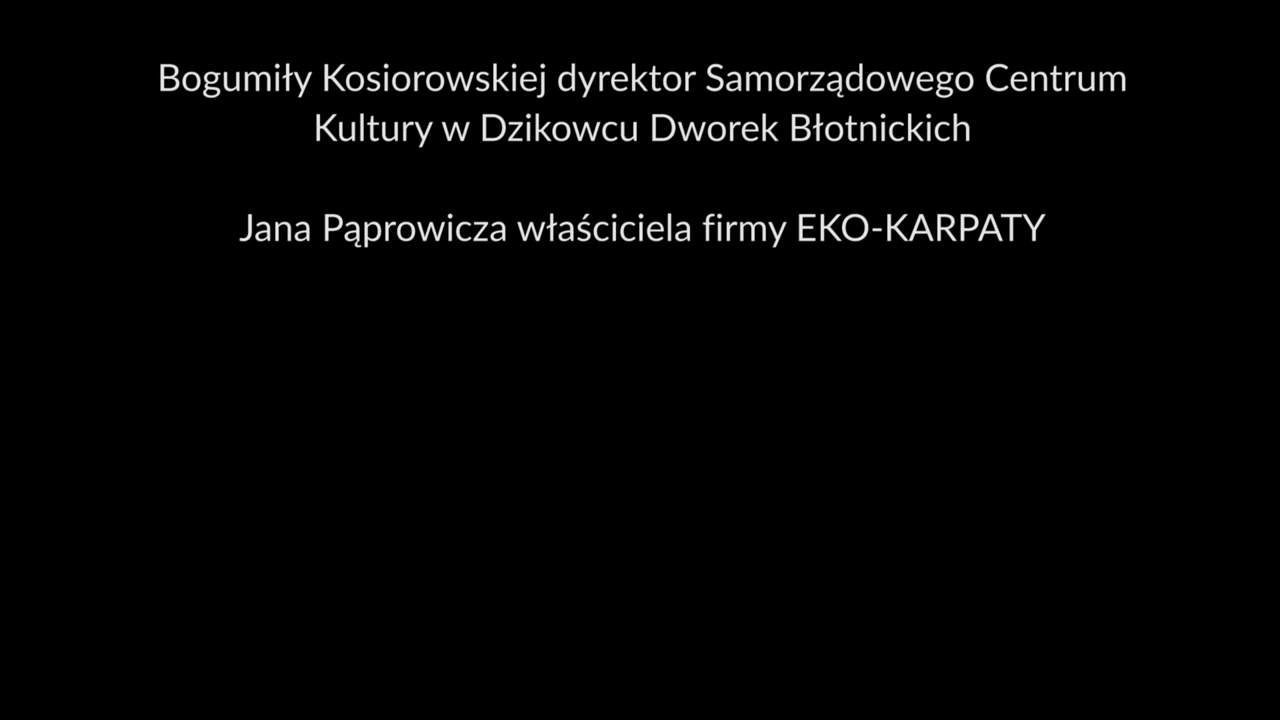 Bogumiły Kosiorowskiej dyrektor Samorządowego Centrum
Kultury w Dzikowcu Dworek Błotnickich
Jana Pąprowicza właściciela firmy EKO-KARPATY